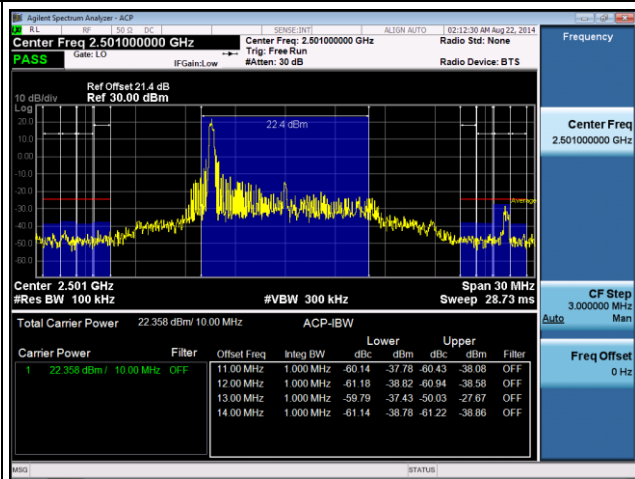 Agilent Spectrum Analyzer - ACP
RL RF 50 Ω DC SENSE:INT ALIGN AUTO 02:12:30 AM Aug 22, 2014
Center Freq 2.501000000 GHz
Center Freq: 2.501000000 GHz
Radio Std: None
Frequency
PASS
Gate: LO
IFGain:Low
Trig: Free Run
#Atten: 30 dB
Radio Device: BTS
Ref Offset 21.4 dB
10 dB/div Ref 30.00 dBm
Log
20.0
10.0
0.00
-10.0
-20.0
-30.0
-40.0
-50.0
-60.0
22.4 dBm
Average
Center Freq
2.501000000 GHz
Center 2.501 GHz Span 30 MHz
#Res BW 100 kHz #VBW 300 kHz Sweep 28.73 ms
CF Step
3.000000 MHz
Auto Man
Freq Offset
0 Hz
Total Carrier Power 22.358 dBm/ 10.00 MHz ACP-IBW
Lower Upper
Carrier Power Filter Offset Freq Integ BW dBc dBm dBc dBm Filter
1 22.358 dBm / 10.00 MHz OFF 11.00 MHz 1.000 MHz -60.14 -37.78 -60.43 -38.08 OFF
12.00 MHz 1.000 MHz -61.18 -38.82 -60.94 -38.58 OFF
13.00 MHz 1.000 MHz -59.79 -37.43 -50.03 -27.67 OFF
14.00 MHz 1.000 MHz -61.14 -38.78 -61.22 -38.86 OFF
MSG STATUS